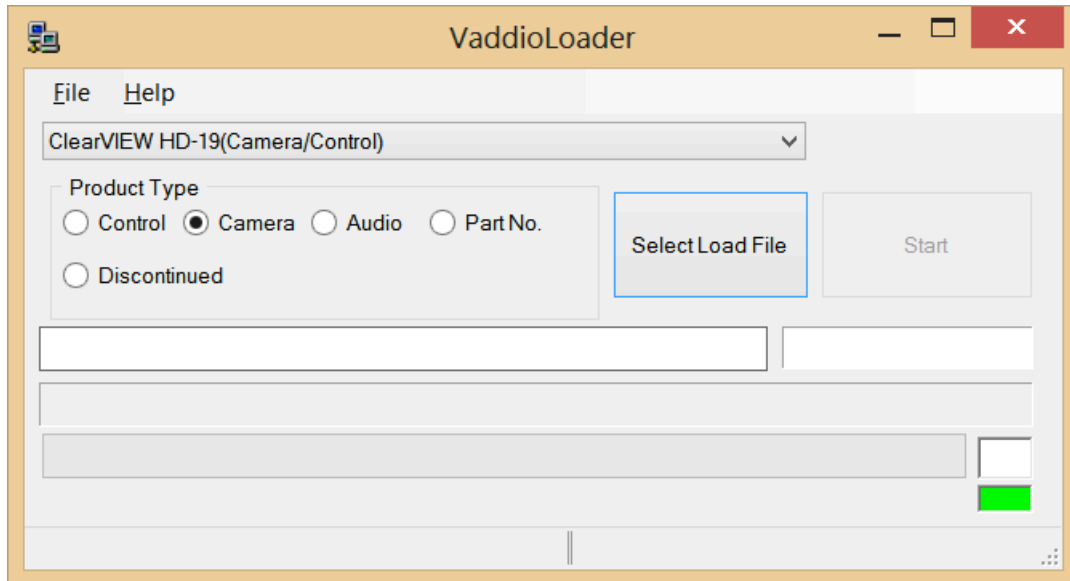 VaddioLoader
File Help
ClearVIEW HD-19(Camera/Control)
Product Type
Control Camera Audio Part No.
Discontinued
Select Load File
Start